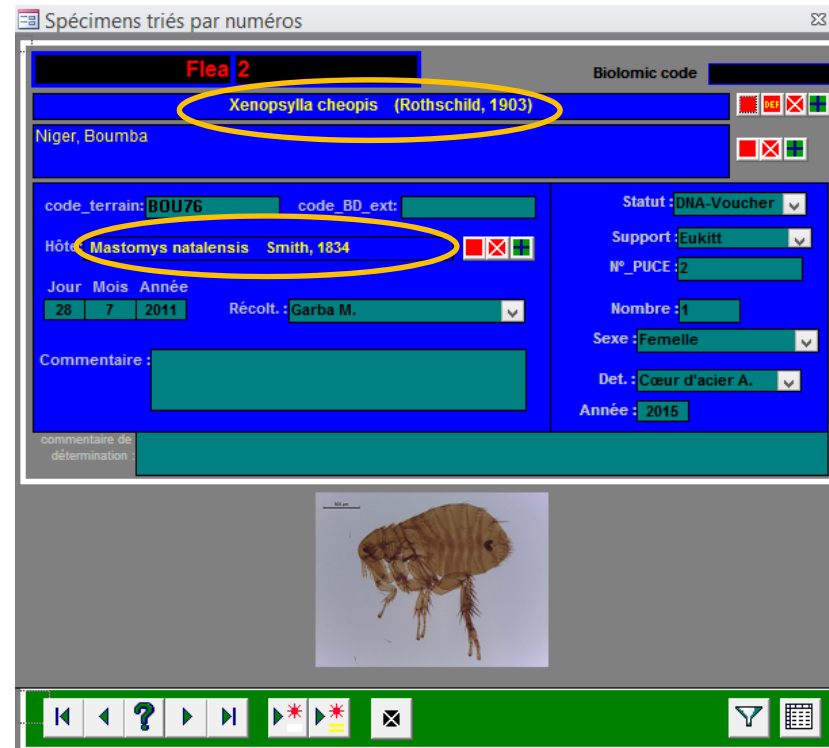 Spécimens triés par numéros
Flea 2
Biolomic code
Xenopsylla cheopis (Rothschild, 1903)
DEF
Niger, Boumba
code_terrain: BOU76 code_BD_ext:
Hôte: Mastomys natalensis Smith, 1834
Jour Mois Année
28 7 2011 Récolt. : Garba M.
Commentaire :
Statut : DNA-Voucher
Support : Eukitt
N°_PUCE : 2
Nombre : 1
Sexe : Femelle
Det. : Cœur d'acier A.
Année : 2015
commentaire de
détermination :